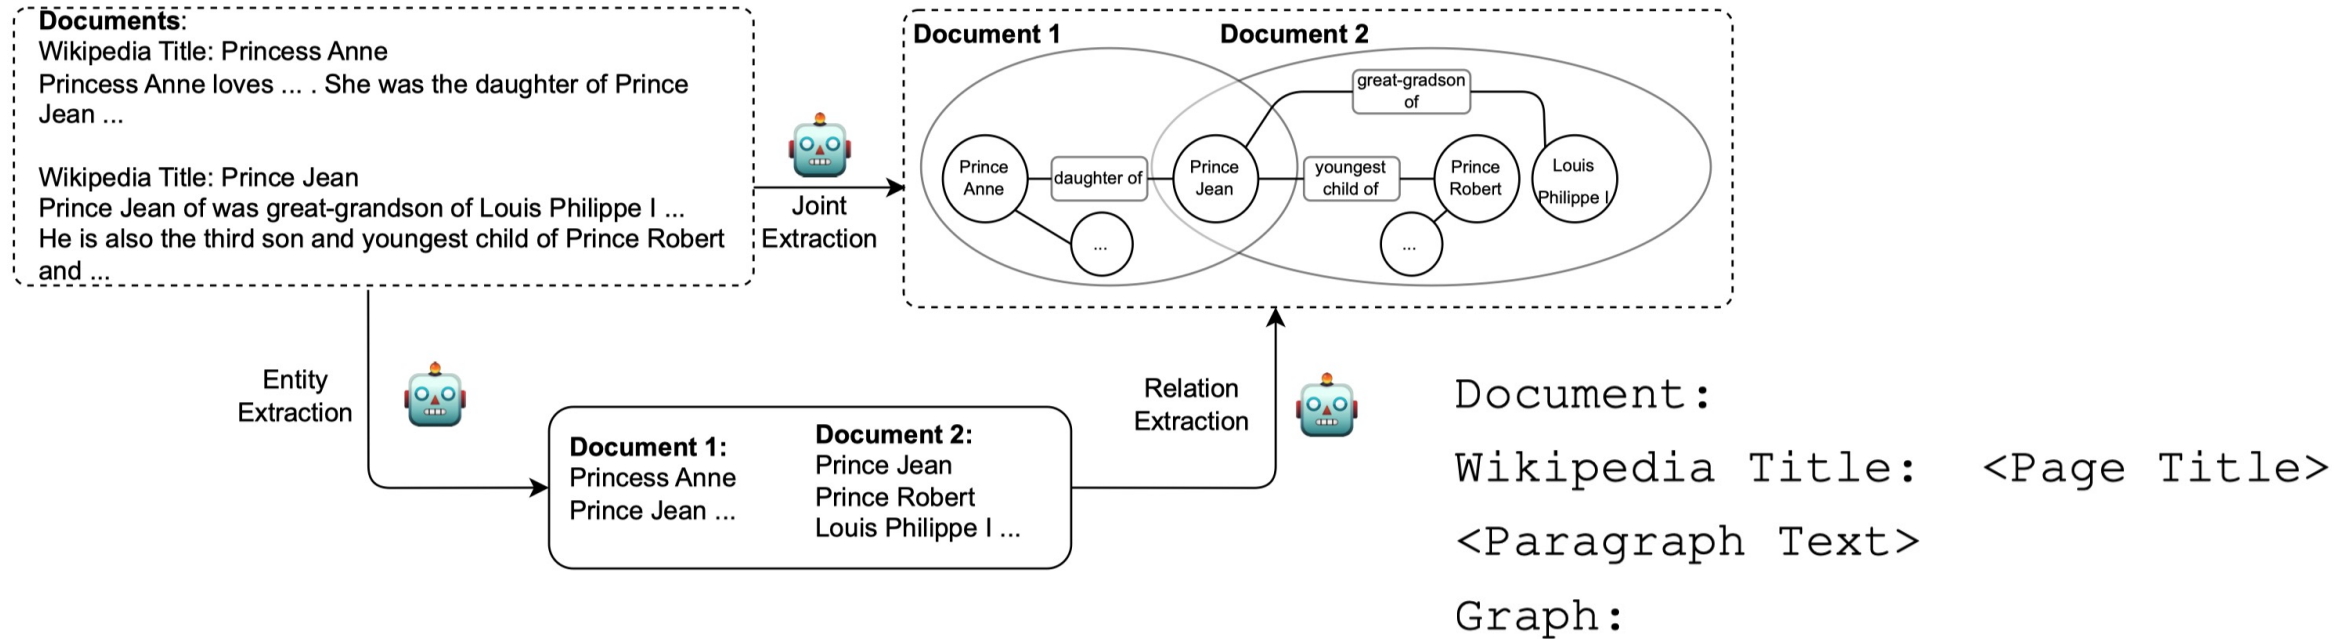 Documents:
Wikipedia Title: Princess Anne
Princess Anne loves ... . She was the daughter of Prince
Jean ...
Wikipedia Title: Prince Jean
Prince Jean of was great-grandson of Louis Philippe I ...
He is also the third son and youngest child of Prince Robert
and ...
Joint
Extraction
Document 1
Document 2
great-gradson
of
Prince
Anne
daughter of
Prince
Jean
youngest
child of
Prince
Robert
Louis
Philippe I
...
...
Entity
Extraction
Document 1:
Princess Anne
Prince Jean ...
Document 2:
Prince Jean
Prince Robert
Louis Philippe I ...
Relation
Extraction
Document:
Wikipedia Title: <Page Title>
<Paragraph Text>
Graph: